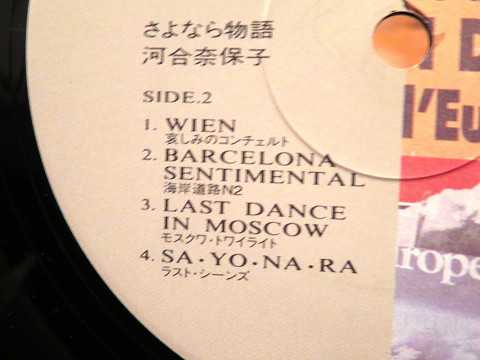 さよなら物語
河合奈保子
SIDE.2
1. WIEN
哀しみのコンチェルト
2. BARCELONA
SENTIMENTAL
海岸道路N2
3. LAST DANCE
IN MOSCOW
モスクワ・トワイライト
4. SA・YO・NA・RA
ラスト・シーンズ
l'Eu
urope